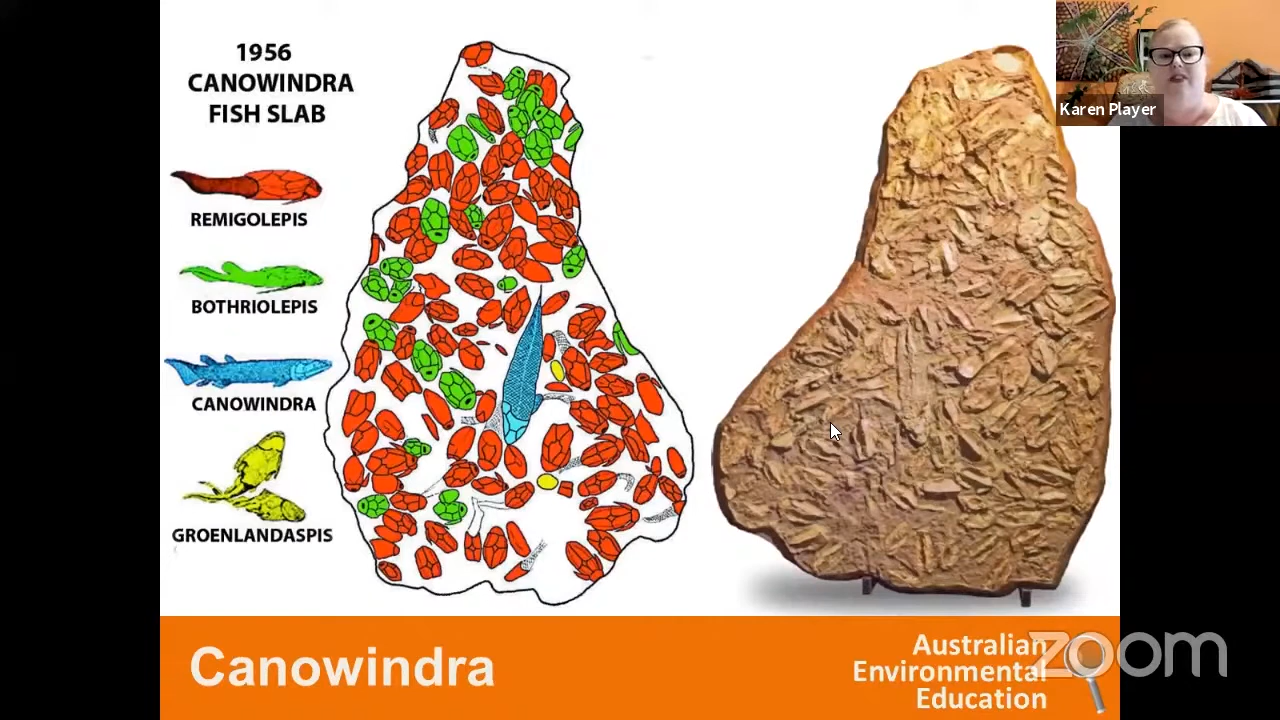 1956
CANOWINDRA
FISH SLAB
REMIGOLEPIS
BOTHRIOLEPIS
CANOWINDRA
GROENLANDASPIS
Karen Player
Canowindra
Australian
Environmental
Education
zoom